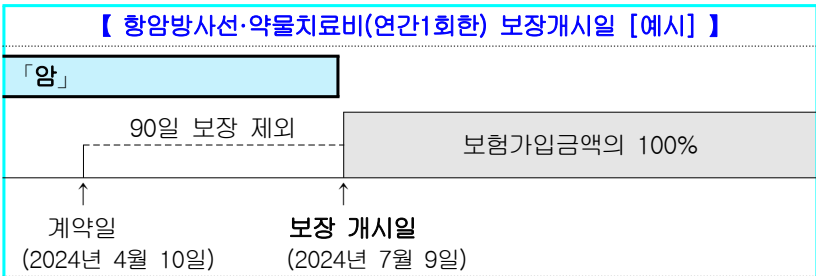 【 항암방사선·약물치료비(연간1회한) 보장개시일 [예시] 】
「암」
90일 보장 제외
보험가입금액의 100%
계약일
(2024년 4월 10일)
보장 개시일
(2024년 7월 9일)